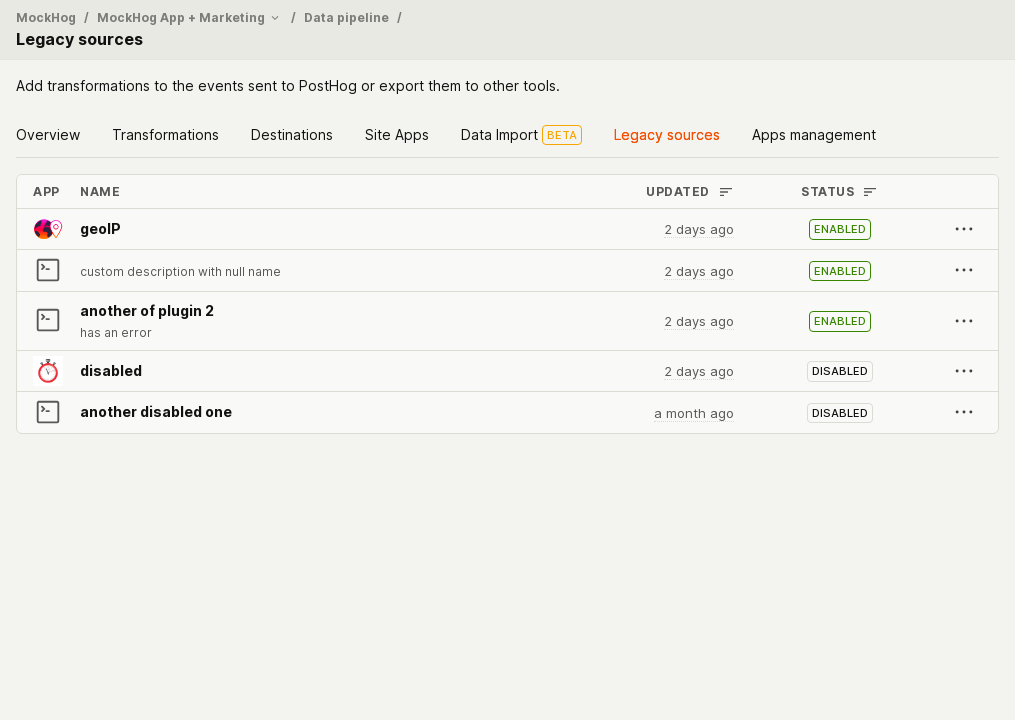 MockHog / MockHog App + Marketing / Data pipeline /
Legacy sources
Add transformations to the events sent to PostHog or export them to other tools.
Overview Transformations Destinations Site Apps Data Import BETA Legacy sources Apps management
APP NAME UPDATED STATUS
geoIP 2 days ago ENABLED
custom description with null name 2 days ago ENABLED
another of plugin 2 2 days ago ENABLED
has an error
disabled 2 days ago DISABLED
another disabled one a month ago DISABLED